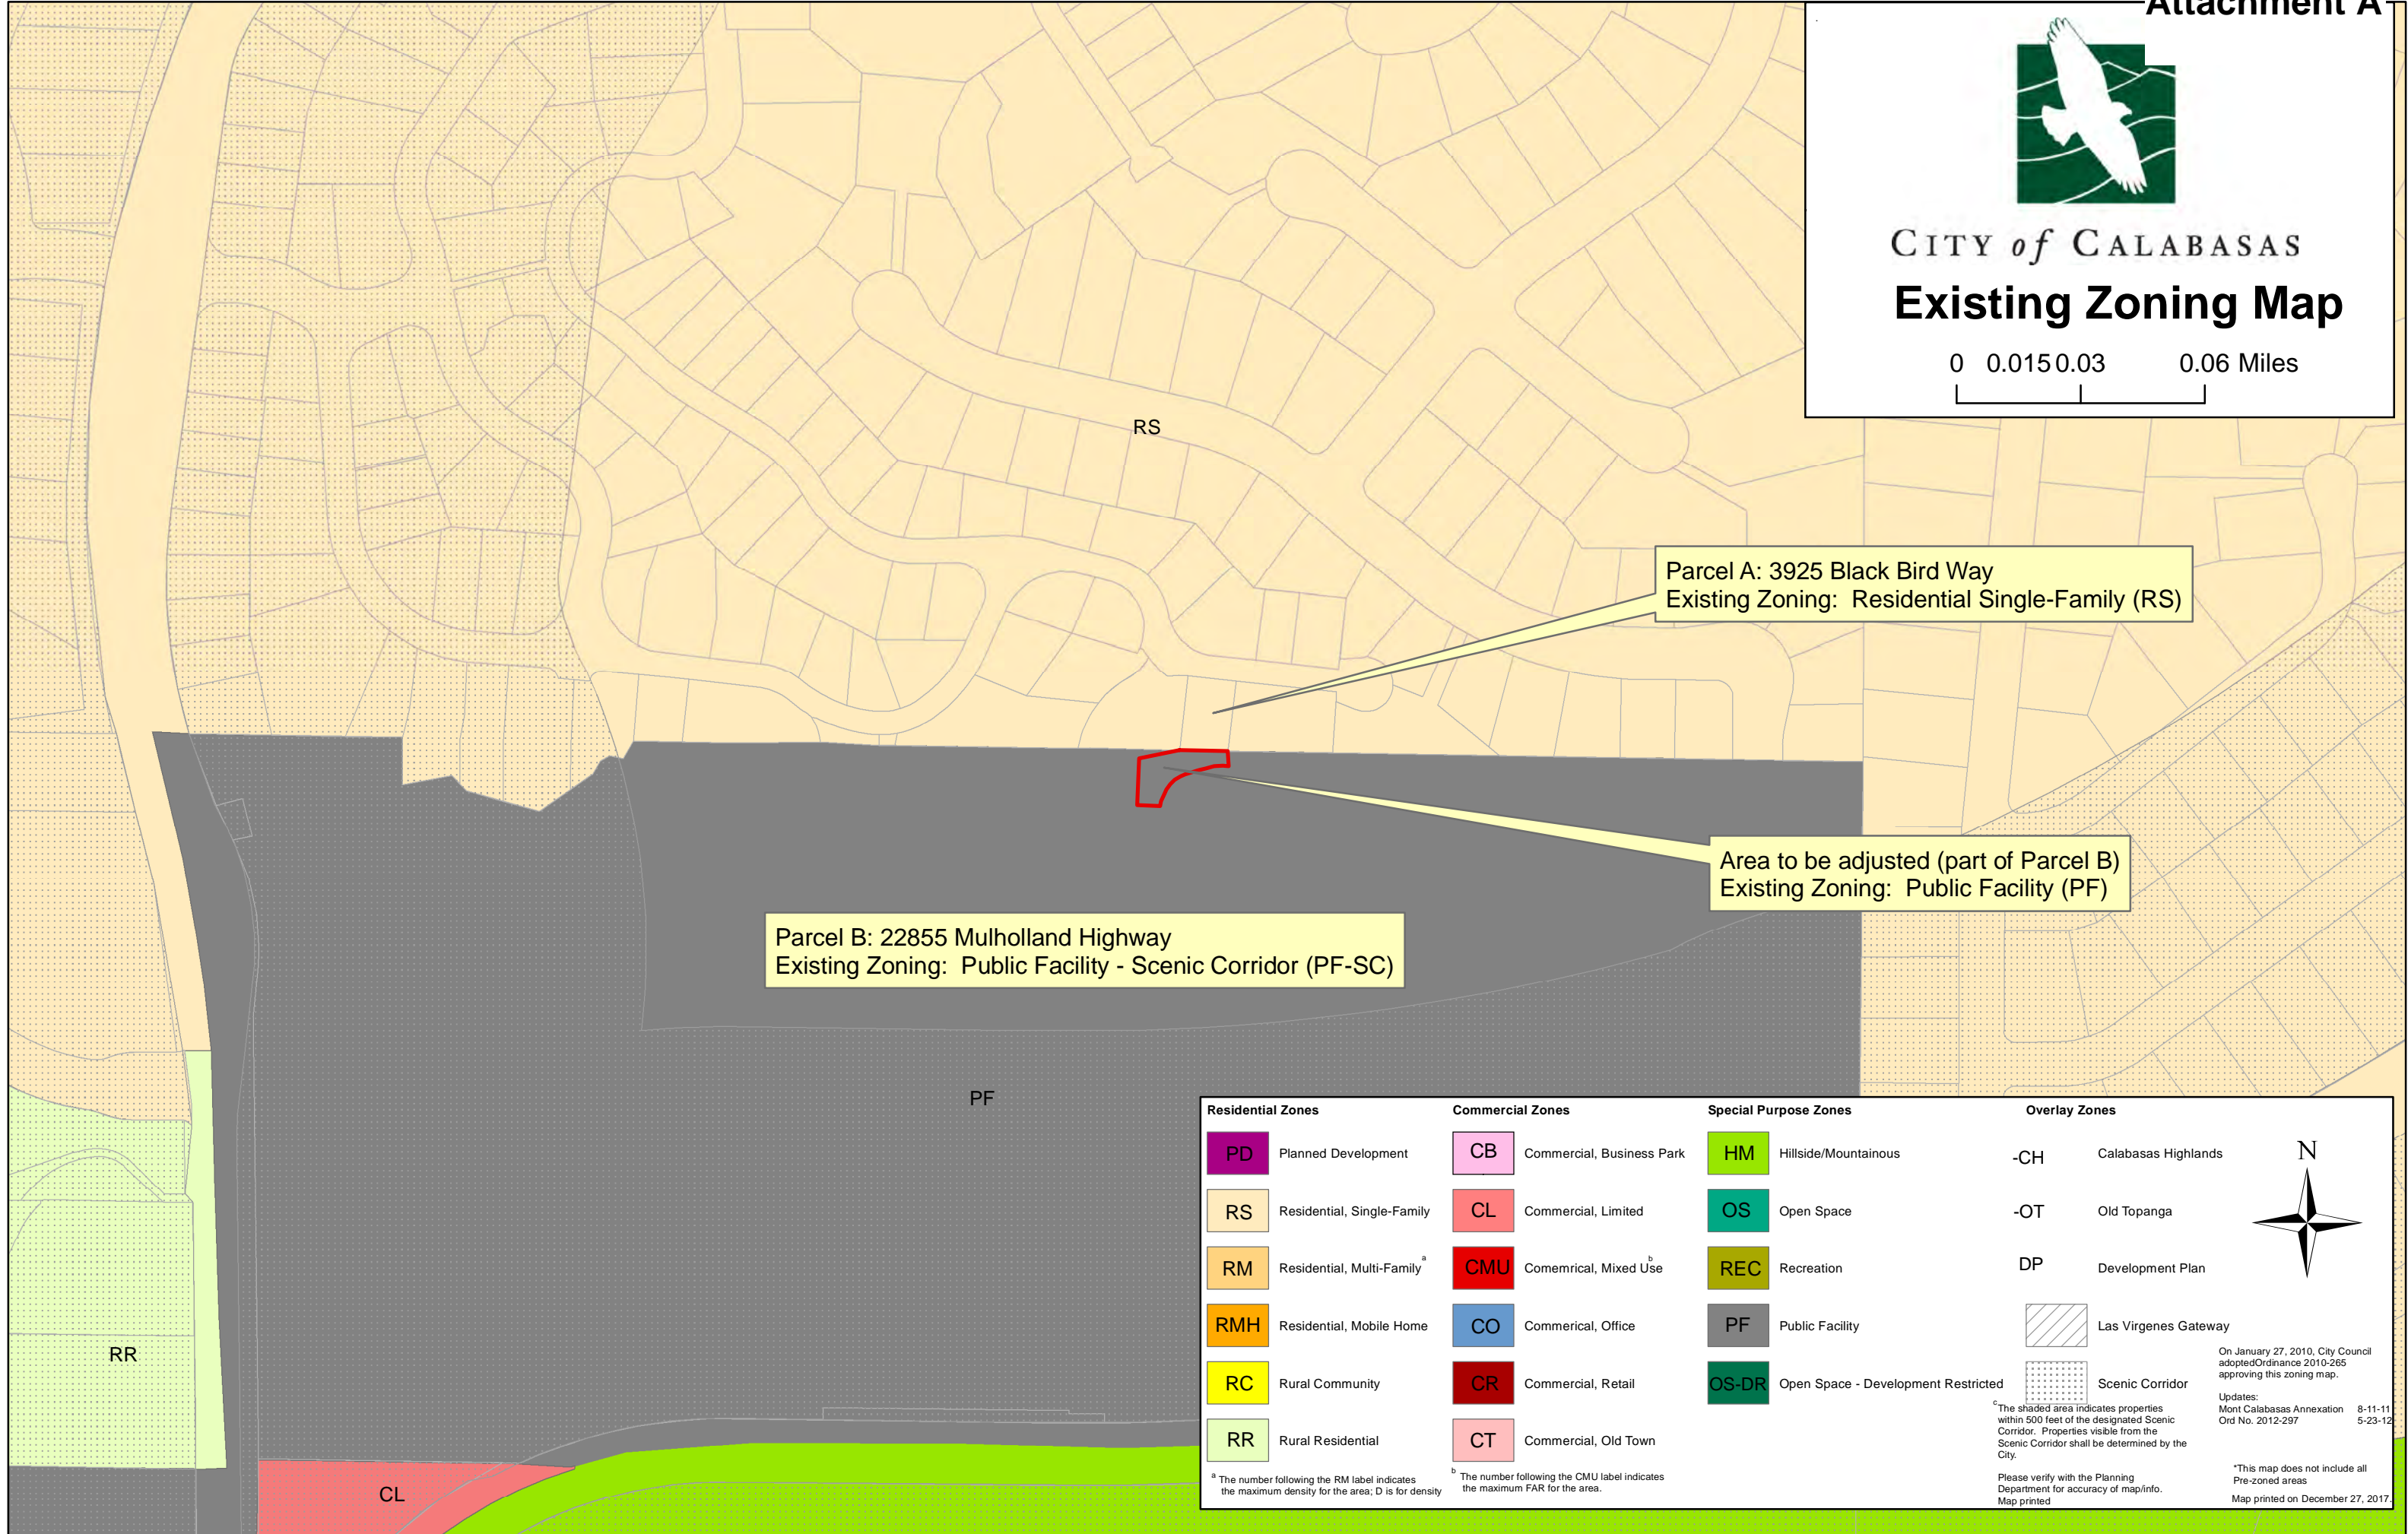 Attachment A
CITY of CALABASAS
Existing Zoning Map
0 0.015 0.03 0.06 Miles
RS
Parcel A: 3925 Black Bird Way
Existing Zoning: Residential Single-Family (RS)
Area to be adjusted (part of Parcel B)
Existing Zoning: Public Facility (PF)
Parcel B: 22855 Mulholland Highway
Existing Zoning: Public Facility - Scenic Corridor (PF-SC)
PF
RR
CL
Residential Zones
PD Planned Development
RS Residential, Single-Family
RM Residential, Multi-Family a
RMH Residential, Mobile Home
RC Rural Community
RR Rural Residential
a The number following the RM label indicates
the maximum density for the area; D is for density
Commercial Zones
CB Commercial, Business Park
CL Commercial, Limited
CMU Comemrical, Mixed Use b
CO Commerical, Office
CR Commercial, Retail
CT Commercial, Old Town
b The number following the CMU label indicates
the maximum FAR for the area.
Special Purpose Zones
HM Hillside/Mountainous
OS Open Space
REC Recreation
PF Public Facility
OS-DR Open Space - Development Restricted
Overlay Zones
-CH Calabasas Highlands
-OT Old Topanga
DP Development Plan
Las Virgenes Gateway
Scenic Corridor
c The shaded area indicates properties
within 500 feet of the designated Scenic
Corridor. Properties visible from the
Scenic Corridor shall be determined by the
City.
Please verify with the Planning
Department for accuracy of map/info.
Map printed
N
On January 27, 2010, City Council
adoptedOrdinance 2010-265
approving this zoning map.
Updates:
Mont Calabasas Annexation 8-11-11
Ord No. 2012-297 5-23-12
*This map does not include all
Pre-zoned areas
Map printed on December 27, 2017.